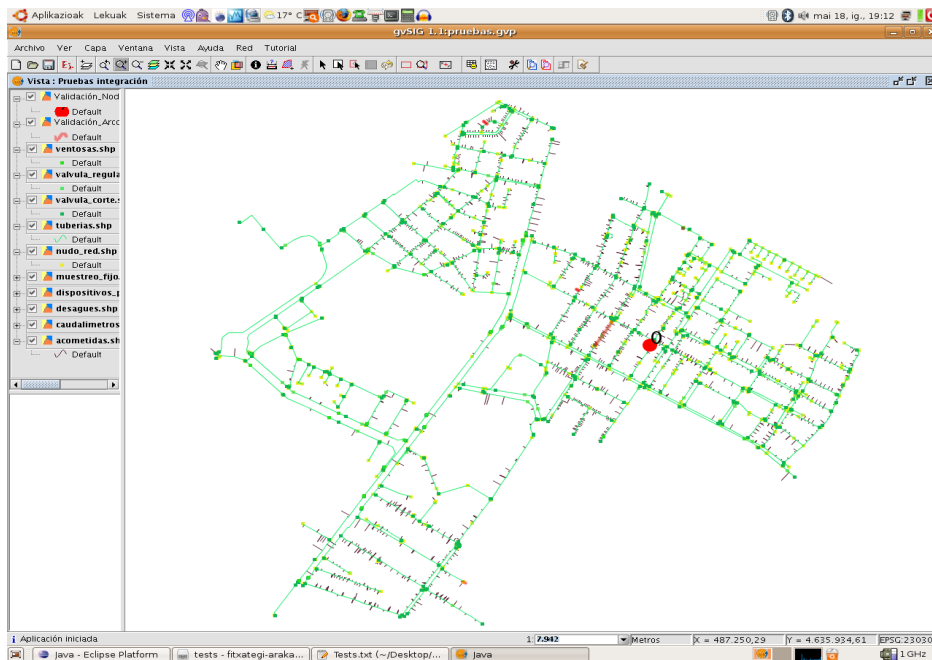 Aplikazioak Lekuak Sistema 17° C mai 18, ig., 19:12
gvSIG 1.1:pruebas.gvp
Archivo Ver Capa Ventana Vista Ayuda Red Tutorial
Vista : Pruebas integración
Validación_Nod
Default
Validación_Arco
Default
ventosas.shp
Default
valvula_regula
Default
valvula_corte.s
Default
tuberias.shp
Default
nudo_red.shp
Default
muestreo_fijo.
dispositivos_p
desagues.shp
caudalimetros
acometidas.sh
Default
0
Aplicación iniciada 1: 7.942 Metros X = 487.250,29 Y = 4.635.934,61 EPSG:23030
Java - Eclipse Platform tests - fitxategi-araka... Tests.txt (~/Desktop/... Java 1 GHz